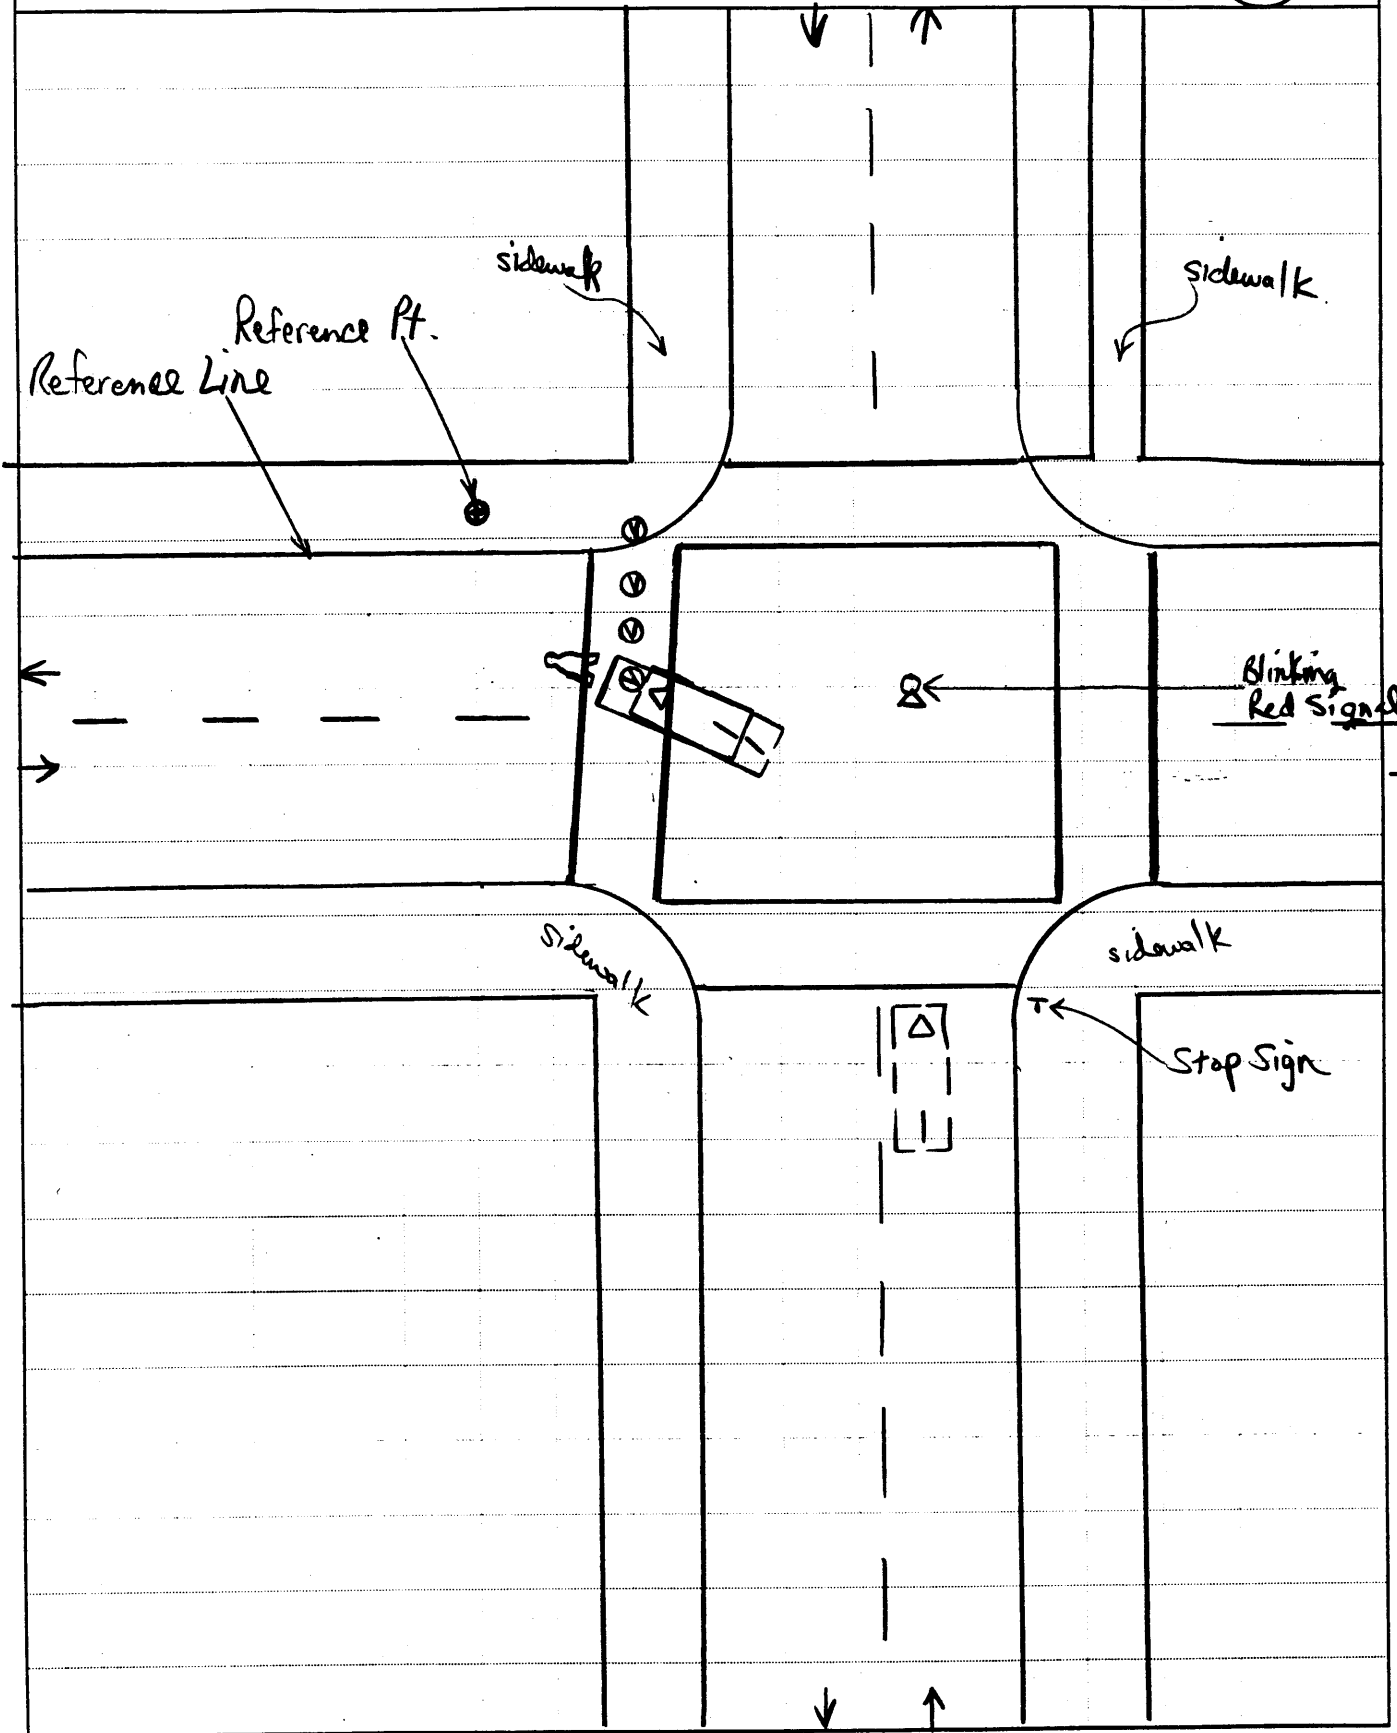 sidewalk
sidewalk
Reference Pt.
Reference Line
Blinking
Red Signal
sidewalk
sidewalk
Stop Sign